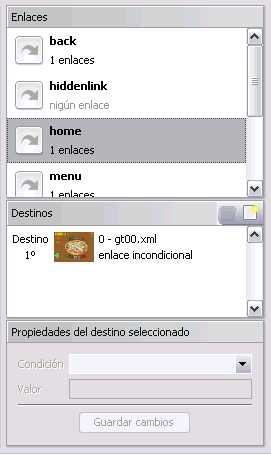 Enlaces
back
1 enlaces
hiddenlink
nigún enlace
home
1 enlaces
menu
1 enlaces
Destinos
Destino 0 - gt00.xml
1º enlace incondicional
Propiedades del destino seleccionado
Condición
Valor
Guardar cambios